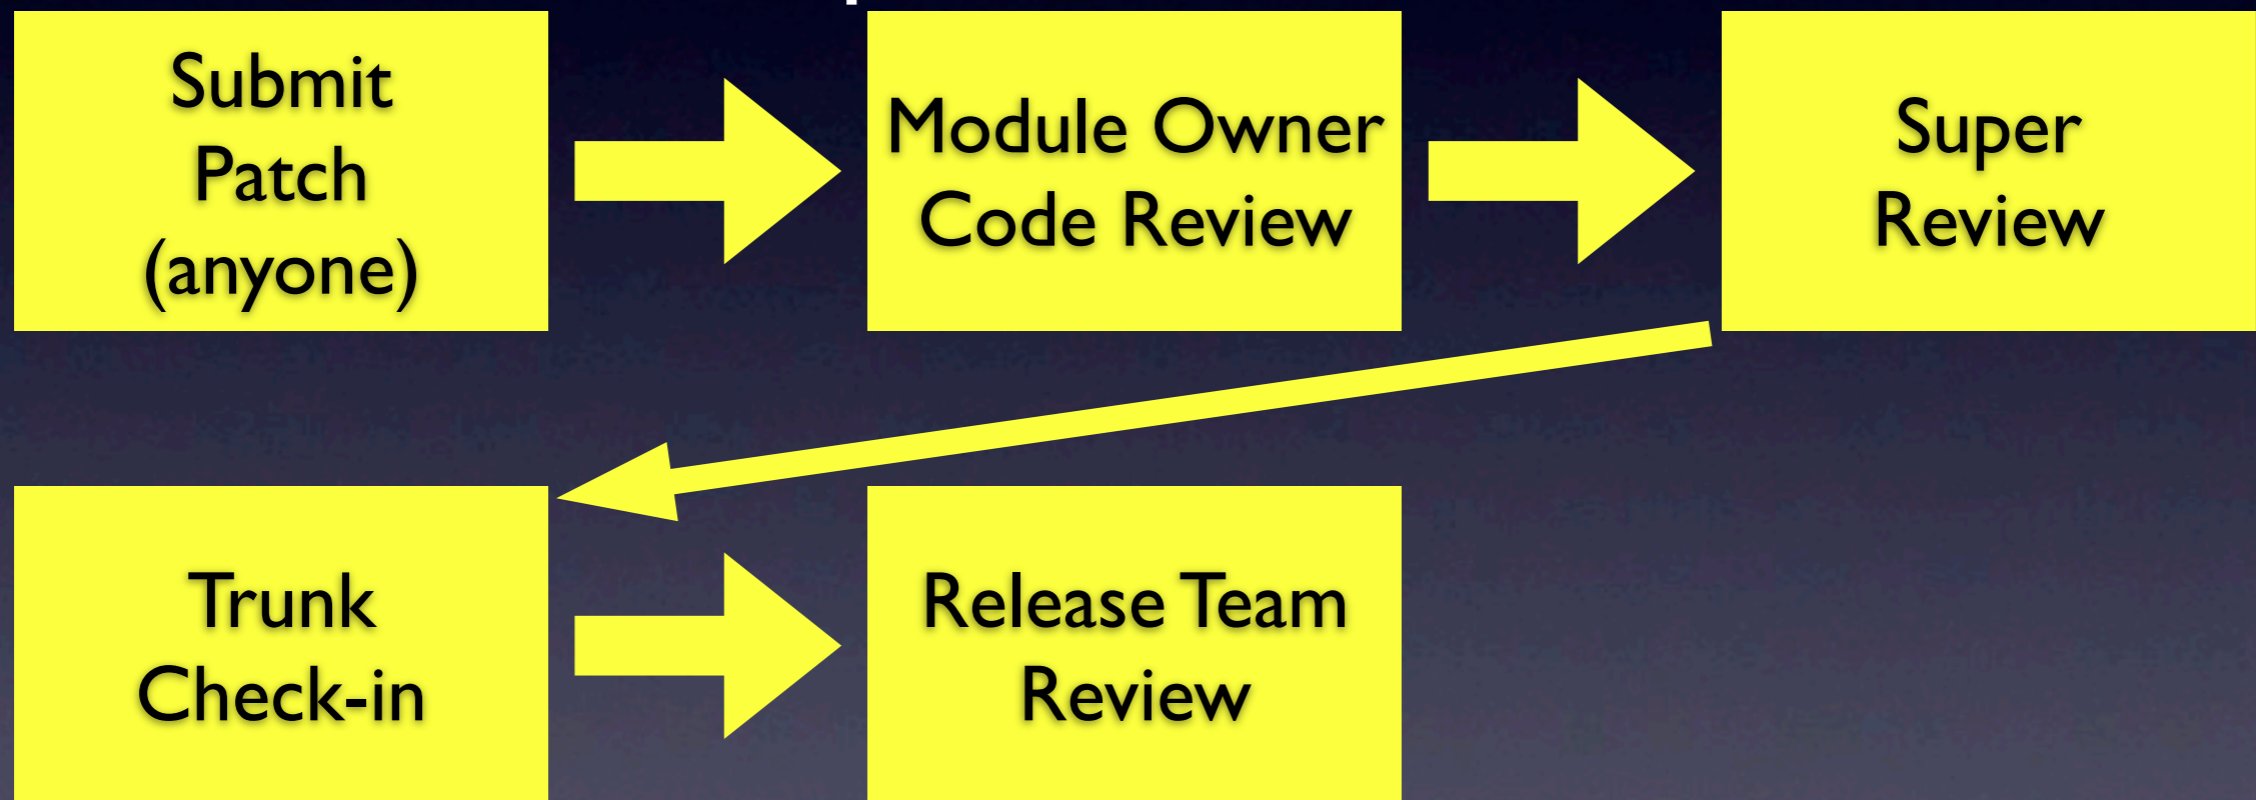 Submit
Patch
(anyone)
Module Owner
Code Review
Super
Review
Trunk
Check-in
Release Team
Review